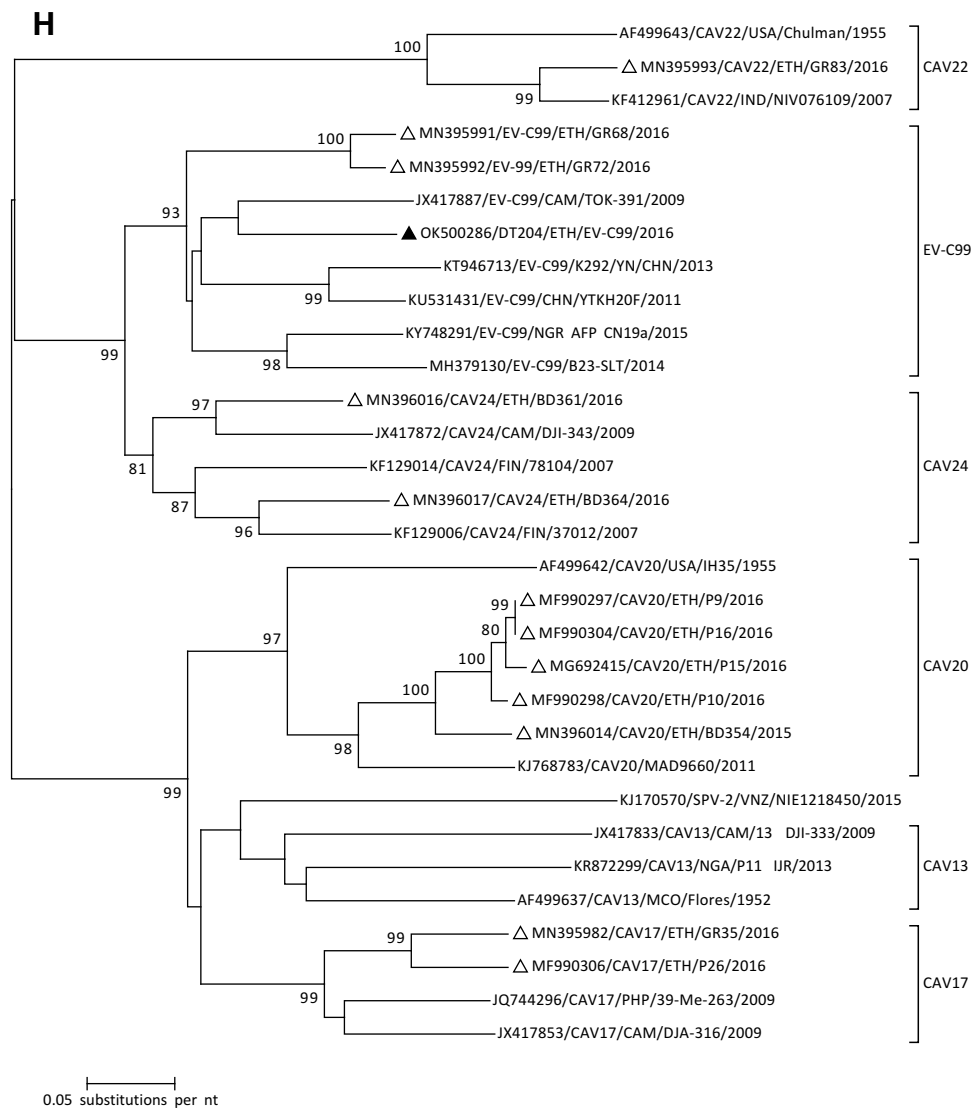 H
AF499643/CAV22/USA/Chulman/1955
100
MN395993/CAV22/ETH/GR83/2016
CAV22
99
KF412961/CAV22/IND/NIV076109/2007
100
MN395991/EV-C99/ETH/GR68/2016
MN395992/EV-99/ETH/GR72/2016
93
JX417887/EV-C99/CAM/TOK-391/2009
OK500286/DT204/ETH/EV-C99/2016
EV-C99
KT946713/EV-C99/K292/YN/CHN/2013
99
KU531431/EV-C99/CHN/YTKH20F/2011
KY748291/EV-C99/NGR AFP CN19a/2015
99
98
MH379130/EV-C99/B23-SLT/2014
97
MN396016/CAV24/ETH/BD361/2016
JX417872/CAV24/CAM/DJI-343/2009
81
KF129014/CAV24/FIN/78104/2007
CAV24
87
MN396017/CAV24/ETH/BD364/2016
96
KF129006/CAV24/FIN/37012/2007
AF499642/CAV20/USA/IH35/1955
99
MF990297/CAV20/ETH/P9/2016
80
MF990304/CAV20/ETH/P16/2016
97
100
MG692415/CAV20/ETH/P15/2016
CAV20
100
MF990298/CAV20/ETH/P10/2016
MN396014/CAV20/ETH/BD354/2015
98
KJ768783/CAV20/MAD9660/2011
99
KJ170570/SPV-2/VNZ/NIE1218450/2015
JX417833/CAV13/CAM/13 DJI-333/2009
KR872299/CAV13/NGA/P11 IJR/2013
CAV13
AF499637/CAV13/MCO/Flores/1952
99
MN395982/CAV17/ETH/GR35/2016
MF990306/CAV17/ETH/P26/2016
CAV17
99
JQ744296/CAV17/PHP/39-Me-263/2009
JX417853/CAV17/CAM/DJA-316/2009
0.05 substitutions per nt